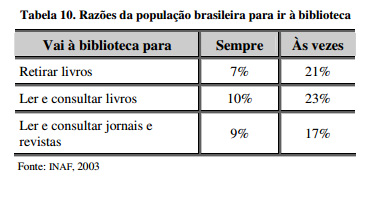 Tabela 10. Razões da população brasileira para ir à biblioteca
Vai à biblioteca para Sempre Às vezes
Retirar livros 7% 21%
Ler e consultar livros 10% 23%
Ler e consultar jornais e
revistas 9% 17%
Fonte: INAF, 2003